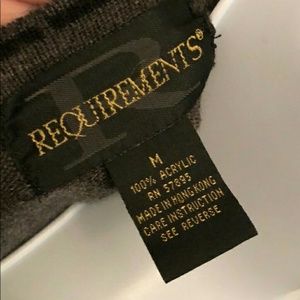 REQUIREMENTS®
M
100% ACRYLIC
RN 57895
MADE IN HONG KONG
CARE INSTRUCTION
SEE REVERSE